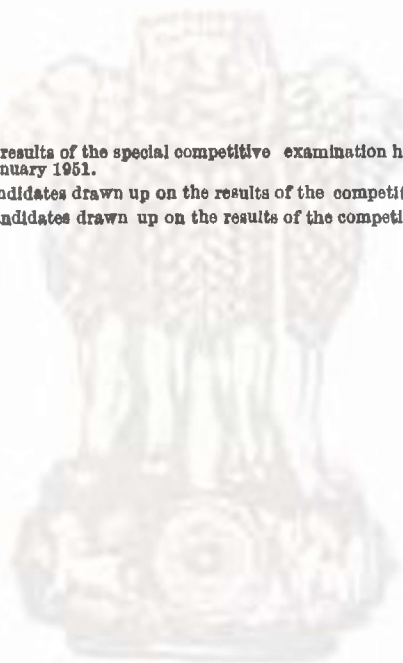 results of the special competitive examination h
nuary 1951.
ndidates drawn up on the results of the competit
ndidates drawn up on the results of the competi